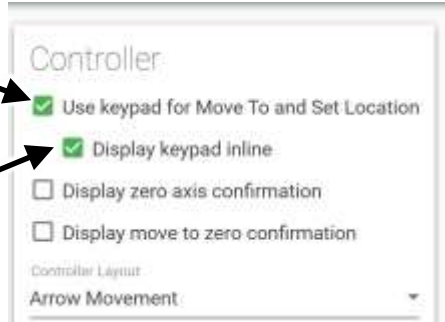 Controller
Use keypad for Move To and Set Location
Display keypad inline
Display zero axis confirmation
Display move to zero confirmation
Controller Layout
Arrow Movement